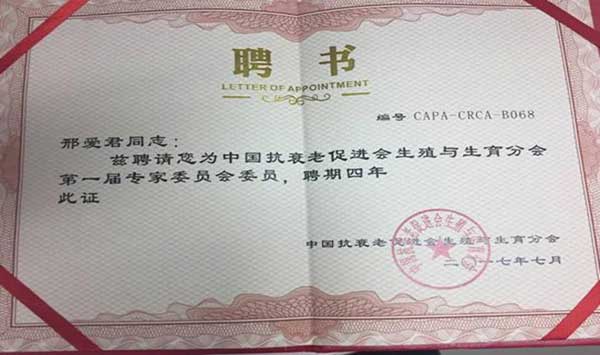 聘书
LETTER OF APPOINTMENT
编号 CAPA-CRCA-B068
邢爱君同志：
兹聘请您为中国抗衰老促进会生殖与生育分会
第一届专家委员会委员，聘期四年
此证
中国抗衰老促进会生殖与生育分会
二〇一七年七月